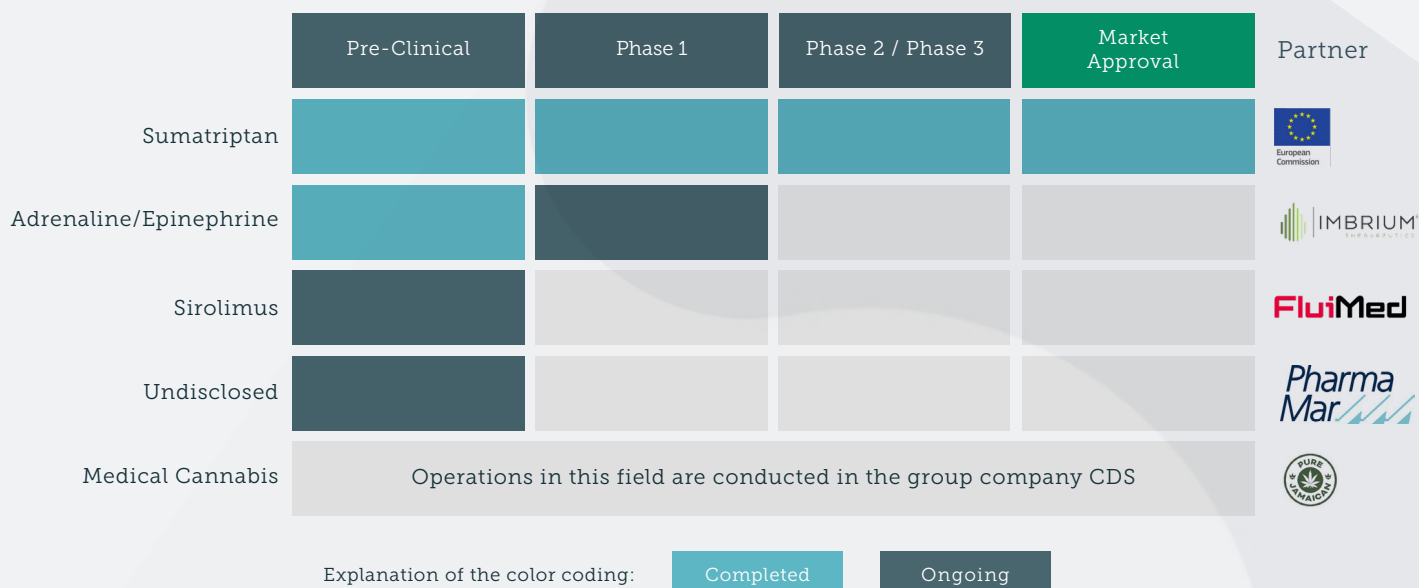 Pre-Clinical
Phase 1
Phase 2 / Phase 3
Market
Approval
Partner
Sumatriptan
European
Commission
Adrenaline/Epinephrine
IMBRIUM
THERAPEUTICS
Sirolimus
FluiMed
Undisclosed
Pharma
Mar
Medical Cannabis
Operations in this field are conducted in the group company CDS
PURE
JAMAICAN
Explanation of the color coding:
Completed
Ongoing